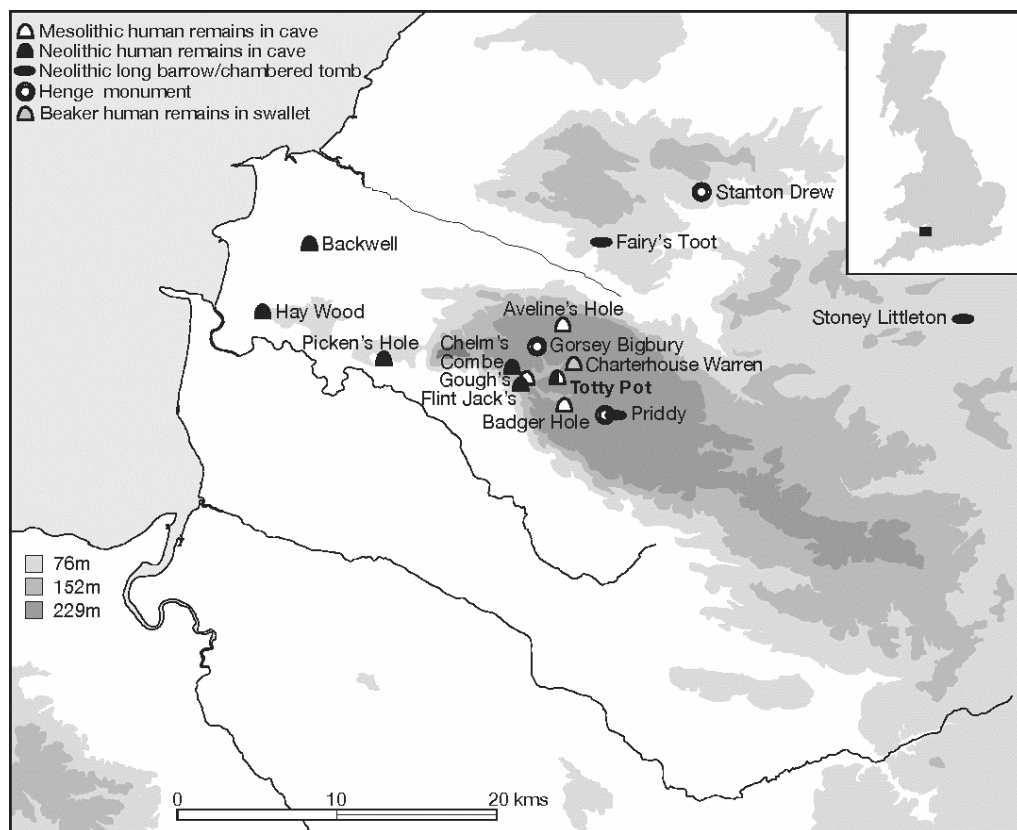 Mesolithic human remains in cave
Neolithic human remains in cave
Neolithic long barrow/chambered tomb
Henge monument
Beaker human remains in swallet
Stanton Drew
Backwell
Fairy's Toot
Hay Wood
Aveline's Hole
Stoney Littleton
Picken's Hole
Chelm's
Combe
Gorsey Bigbury
Charterhouse Warren
Gough's
Totty Pot
Flint Jack's
Badger Hole
Priddy
76m
152m
229m
0 10 20 kms